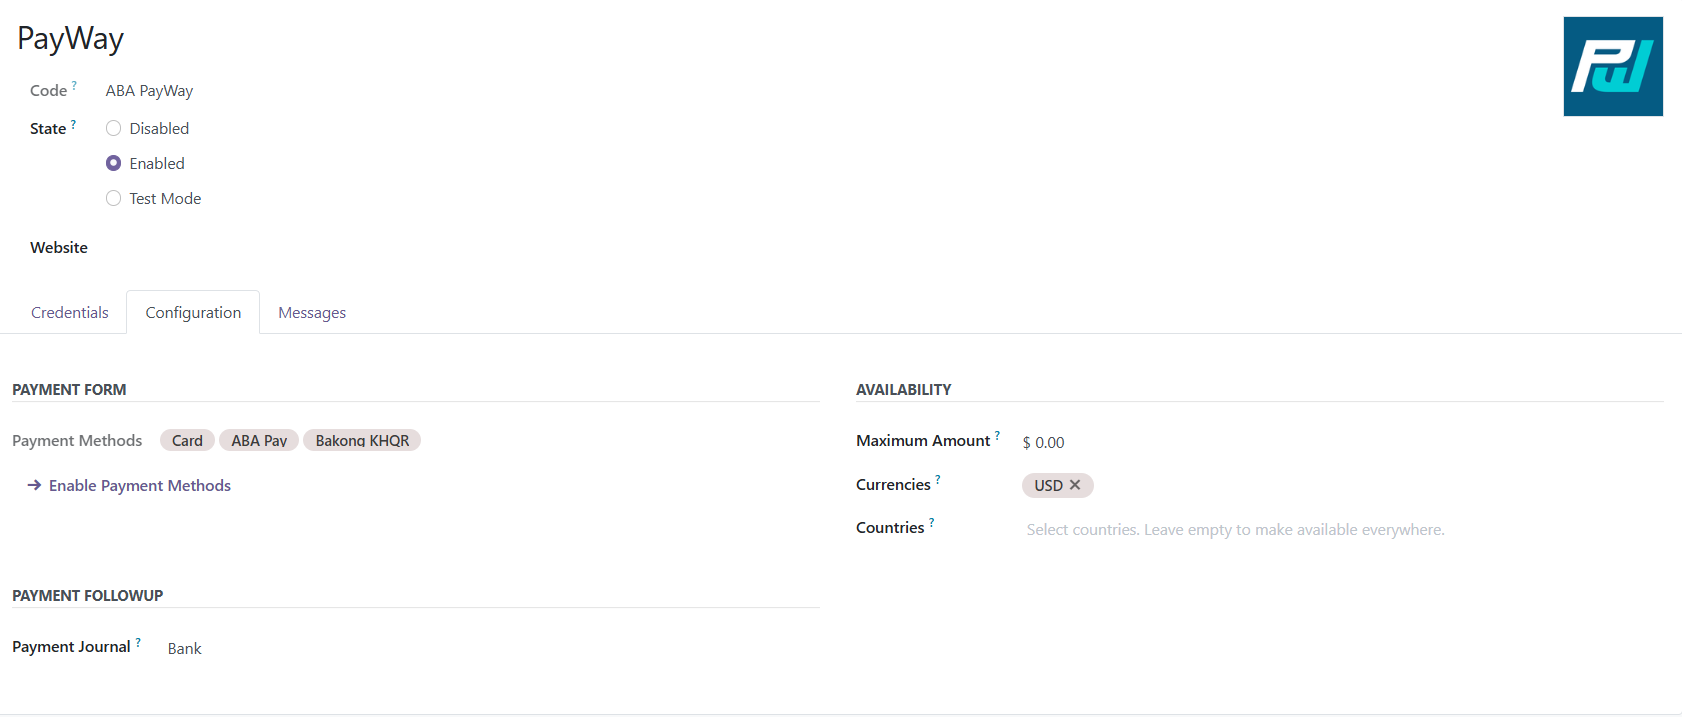 PayWay
PW
Code ? ABA PayWay
State ? Disabled
Enabled
Test Mode
Website
Credentials Configuration Messages
PAYMENT FORM
Payment Methods Card ABA Pay Bakong KHQR
→ Enable Payment Methods
AVAILABILITY
Maximum Amount ? $ 0.00
Currencies ? USD ✕
Countries ? Select countries. Leave empty to make available everywhere.
PAYMENT FOLLOWUP
Payment Journal ? Bank